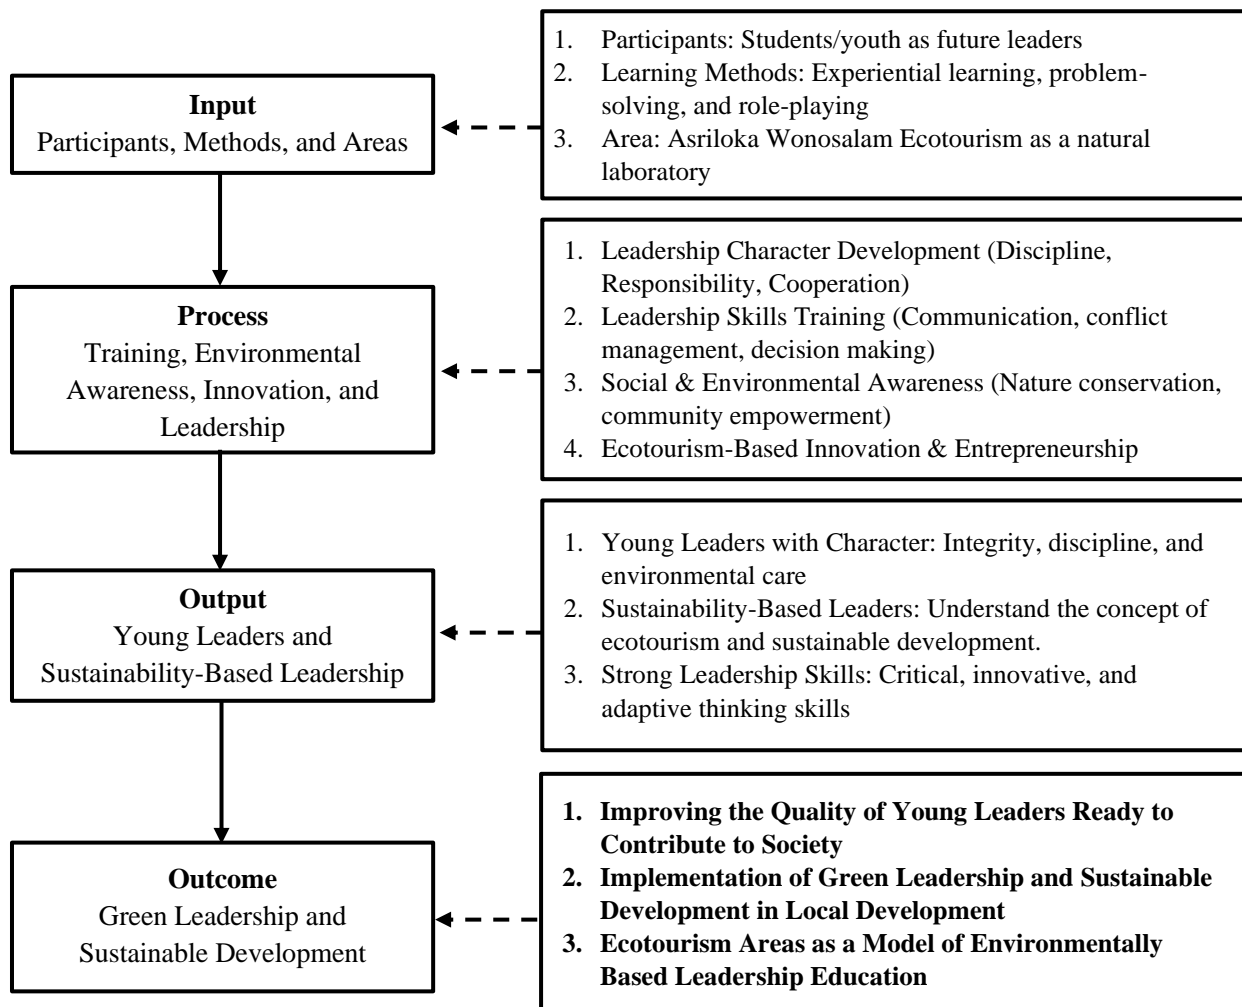 Input
Participants, Methods, and Areas
1. Participants: Students/youth as future leaders
2. Learning Methods: Experiential learning, problem-
solving, and role-playing
3. Area: Asriloka Wonosalam Ecotourism as a natural
laboratory
Process
Training, Environmental
Awareness, Innovation, and
Leadership
1. Leadership Character Development (Discipline,
Responsibility, Cooperation)
2. Leadership Skills Training (Communication, conflict
management, decision making)
3. Social & Environmental Awareness (Nature conservation,
community empowerment)
4. Ecotourism-Based Innovation & Entrepreneurship
Output
Young Leaders and
Sustainability-Based Leadership
1. Young Leaders with Character: Integrity, discipline, and
environmental care
2. Sustainability-Based Leaders: Understand the concept of
ecotourism and sustainable development.
3. Strong Leadership Skills: Critical, innovative, and
adaptive thinking skills
Outcome
Green Leadership and
Sustainable Development
1. Improving the Quality of Young Leaders Ready to
Contribute to Society
2. Implementation of Green Leadership and Sustainable
Development in Local Development
3. Ecotourism Areas as a Model of Environmentally
Based Leadership Education